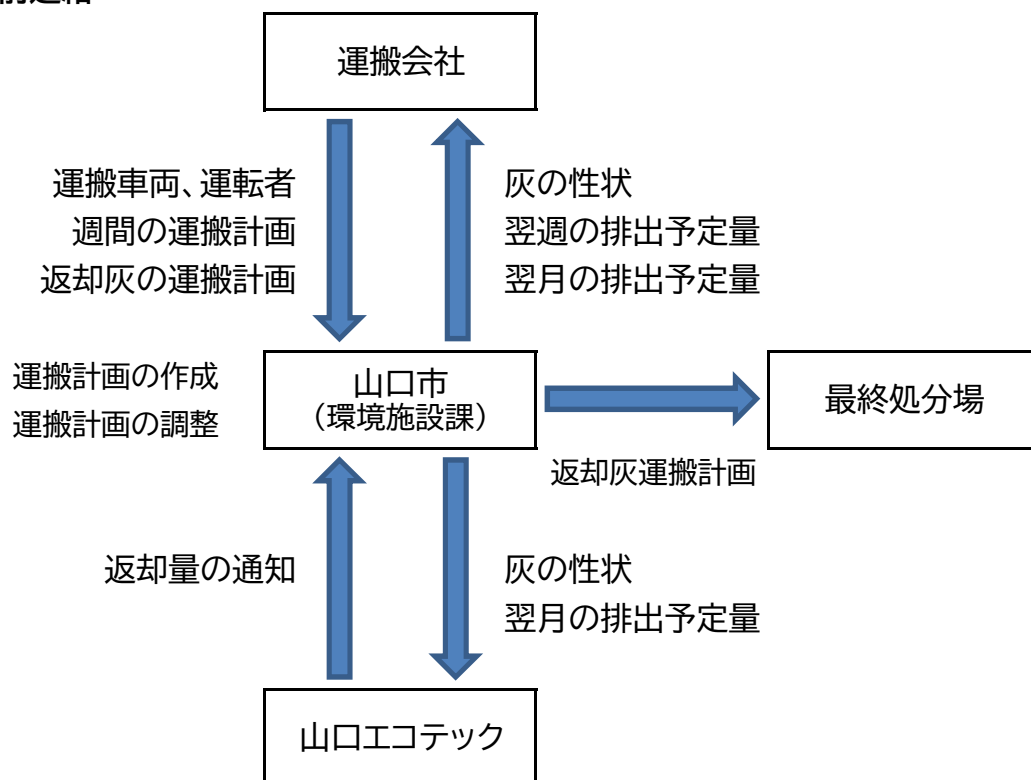 運搬会社
運搬車両、運転者
週間の運搬計画
返却灰の運搬計画
灰の性状
翌週の排出予定量
翌月の排出予定量
運搬計画の作成
運搬計画の調整
山口市
（環境施設課）
最終処分場
返却灰運搬計画
返却量の通知
灰の性状
翌月の排出予定量
山口エコテック